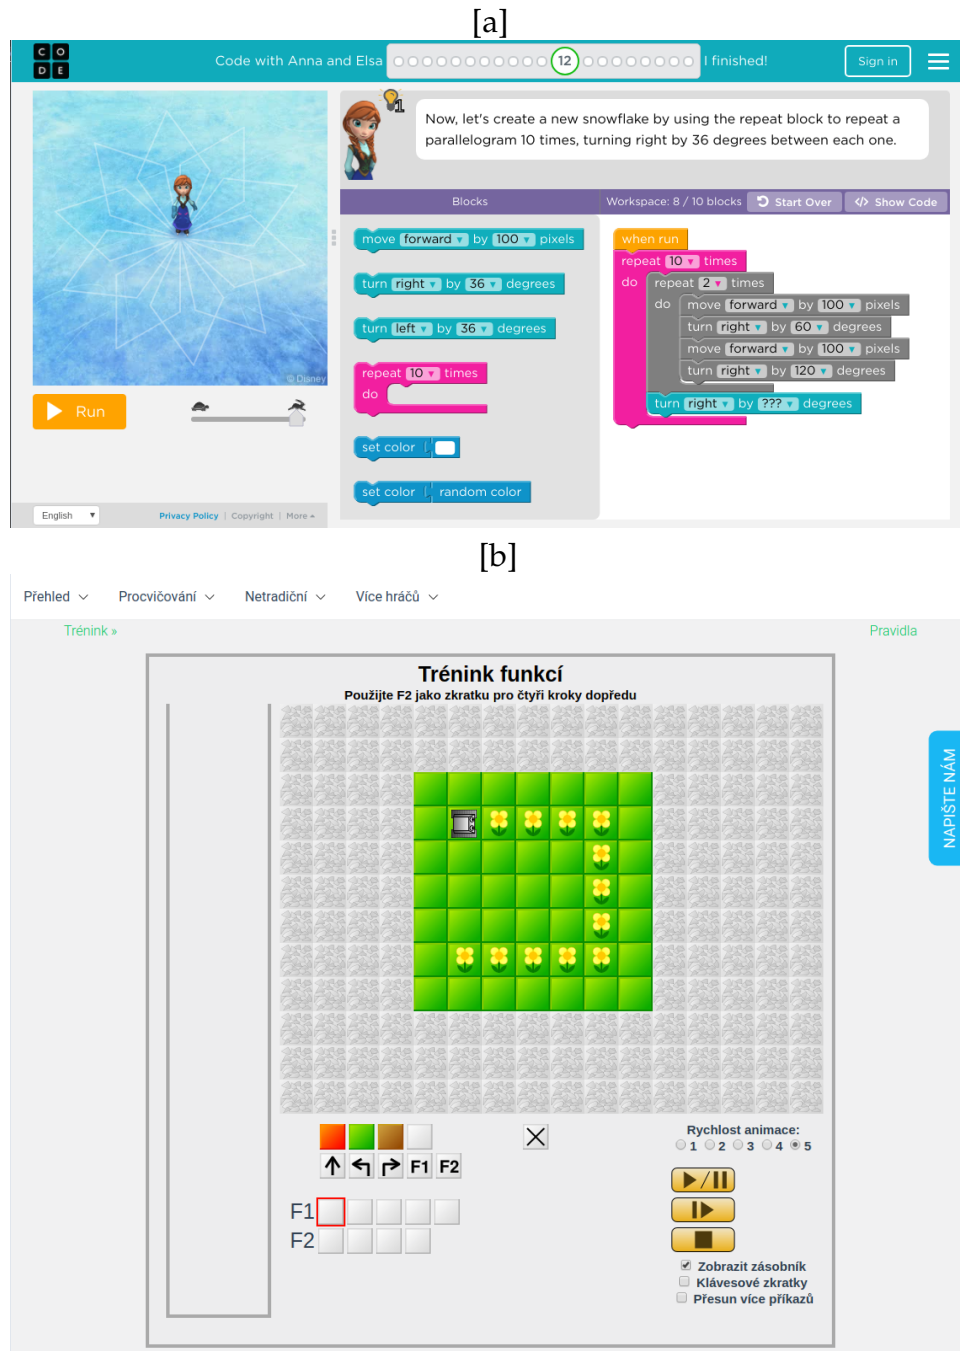 [a]
C O D E
Code with Anna and Elsa
12
I finished!
Sign in
1
Now, let's create a new snowflake by using the repeat block to repeat a
parallelogram 10 times, turning right by 36 degrees between each one.
Blocks
Workspace: 8 / 10 blocks
Start Over
</> Show Code
move forward by 100 pixels
turn right by 36 degrees
turn left by 36 degrees
repeat 10 times
do
set color
set color random color
when run
repeat 10 times
do repeat 2 times
do move forward by 100 pixels
turn right by 60 degrees
move forward by 100 pixels
turn right by 120 degrees
turn right by ??? degrees
© Disney
Run
English
Privacy Policy | Copyright | More
[b]
Přehled
Procvičování
Netradiční
Více hráčů
Trénink »
Pravidla
Trénink funkcí
Použijte F2 jako zkratku pro čtyři kroky dopředu
NAPIŠTE NÁM
F1 F2
F1
F2
Rychlost animace:
1 2 3 4 5
Zobrazit zásobník
Klávesové zkratky
Přesun více příkazů